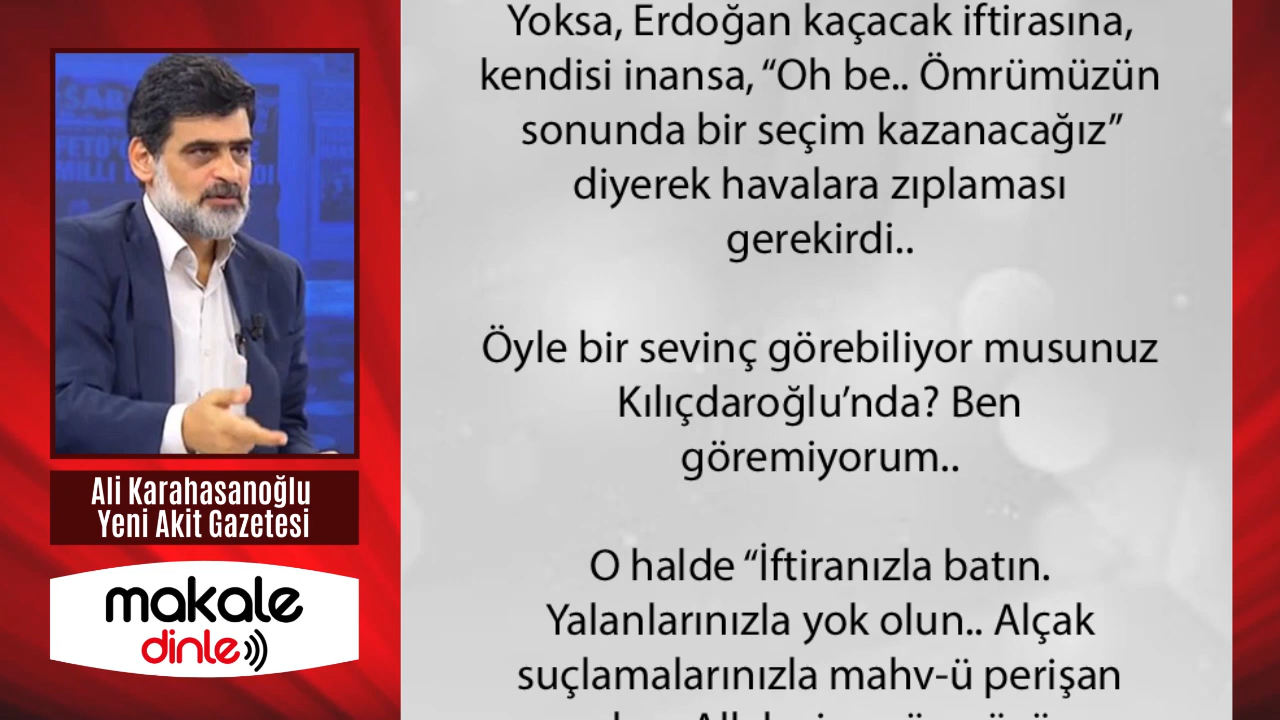 Yoksa, Erdoğan kaçacak iftirasına,
kendisi inansa, “Oh be.. Ömrümüzün
sonunda bir seçim kazanacağız”
diyerek havalara zıplaması
gerekirdi..
Öyle bir sevinç görebiliyor musunuz
Kılıçdaroğlu’nda? Ben
göremiyorum..
O halde “İftiranızla batın.
Yalanlarınızla yok olun.. Alçak
suçlamalarınızla mahv-ü perişan
Ali Karahasanoğlu
Yeni Akit Gazetesi
makale
dinle